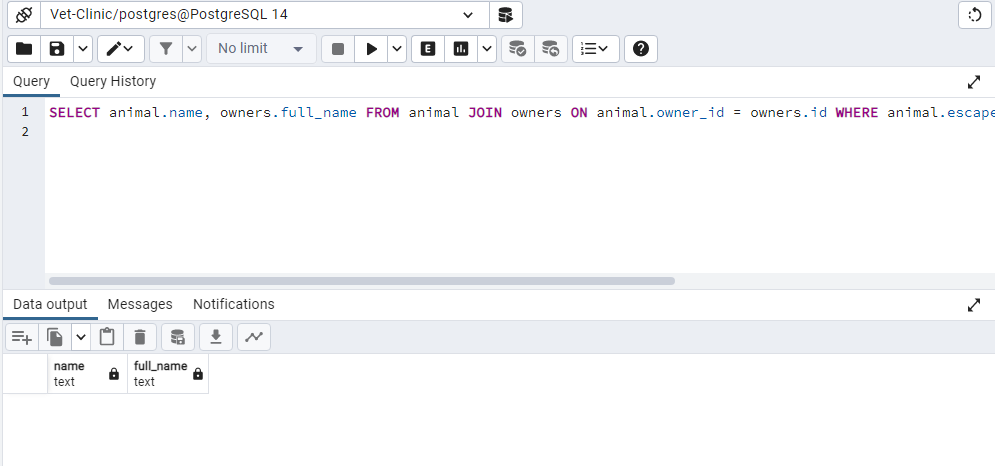 Vet-Clinic/postgres@PostgreSQL 14
No limit
E
Query Query History
1 SELECT animal.name, owners.full_name FROM animal JOIN owners ON animal.owner_id = owners.id WHERE animal.escape
2
Data output Messages Notifications
name full_name
text text